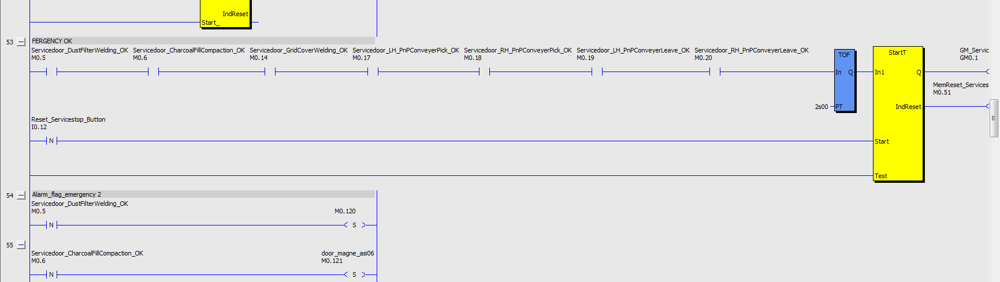 IndReset
Start_
53
FERGENCY OK
Servicedoor_DustFilterWelding_OK Servicedoor_CharcoalFillCompaction_OK Servicedoor_GridCoverWelding_OK Servicedoor_LH_PnPConveyerPick_OK Servicedoor_RH_PnPConveyerPick_OK Servicedoor_LH_PnPConveyerLeave_OK Servicedoor_RH_PnPConveyerLeave_OK
M0.5 M0.6 M0.14 M0.17 M0.18 M0.19 M0.20
TOF
StartT
GM_Servic
GM0.1
In Q
In1 Q
MemReset_Services
M0.51
2s00 PT
IndReset
Reset_Servicestop_Button
I0.12
N
Start
Test
54
Alarm_flag_emergency 2
Servicedoor_DustFilterWelding_OK
M0.5 M0.120
N S
55
Servicedoor_CharcoalFillCompaction_OK door_magne_asi06
M0.6 M0.121
N S